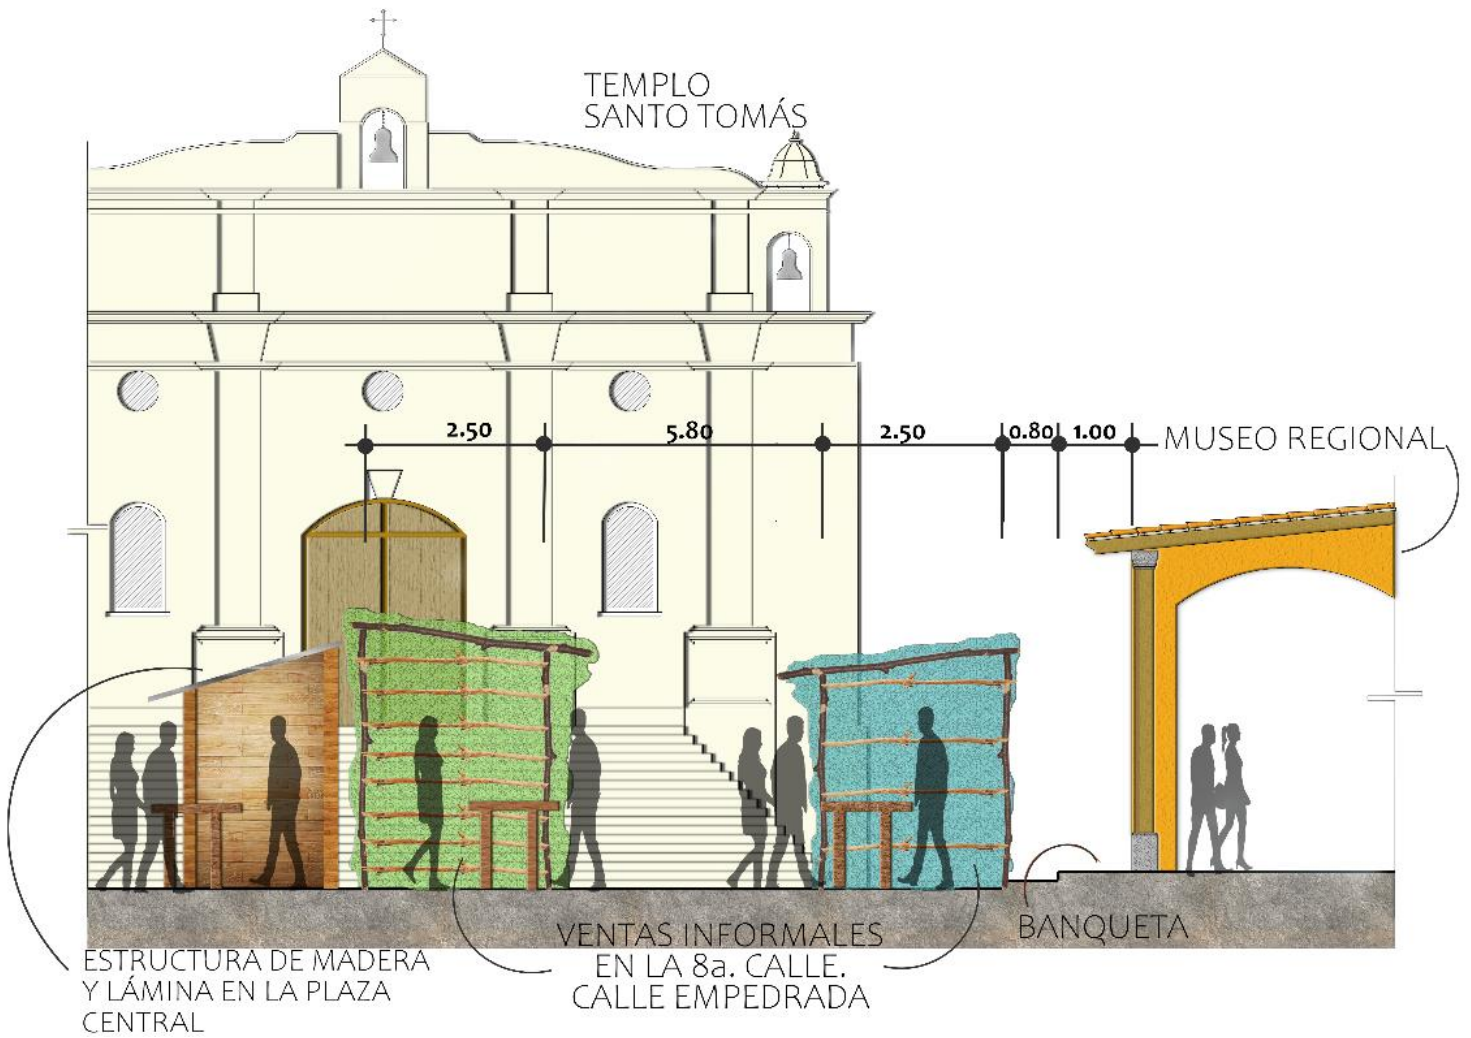 TEMPLO
SANTO TOMÁS
2.50
5.80
2.50
0.80
1.00
MUSEO REGIONAL
VENTAS INFORMALES
EN LA 8a. CALLE.
CALLE EMPEDRADA
BANQUETA
ESTRUCTURA DE MADERA
Y LÁMINA EN LA PLAZA
CENTRAL